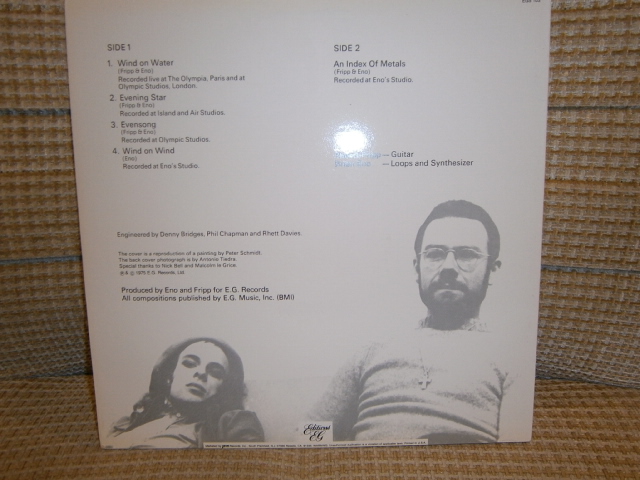 SIDE 1
1. Wind on Water
(Fripp & Eno)
Recorded live at The Olympia, Paris and at
Olympic Studios, London.
2. Evening Star
(Fripp & Eno)
Recorded at Island and Air Studios.
3. Evensong
(Fripp & Eno)
Recorded at Olympic Studios.
4. Wind on Wind
(Eno)
Recorded at Eno's Studio.
SIDE 2
An Index Of Metals
(Fripp & Eno)
Recorded at Eno's Studio.
— Guitar
— Loops and Synthesizer
Engineered by Denny Bridges, Phil Chapman and Rhett Davies.
The cover is a reproduction of a painting by Peter Schmidt.
The back cover photograph is by Antonio Tiedra.
Special thanks to Nick Bell and Malcolm le Grice.
1975 E.G. Records, Ltd.
Produced by Eno and Fripp for E.G. Records
All compositions published by E.G. Music, Inc. (BMI)
Editions
EG